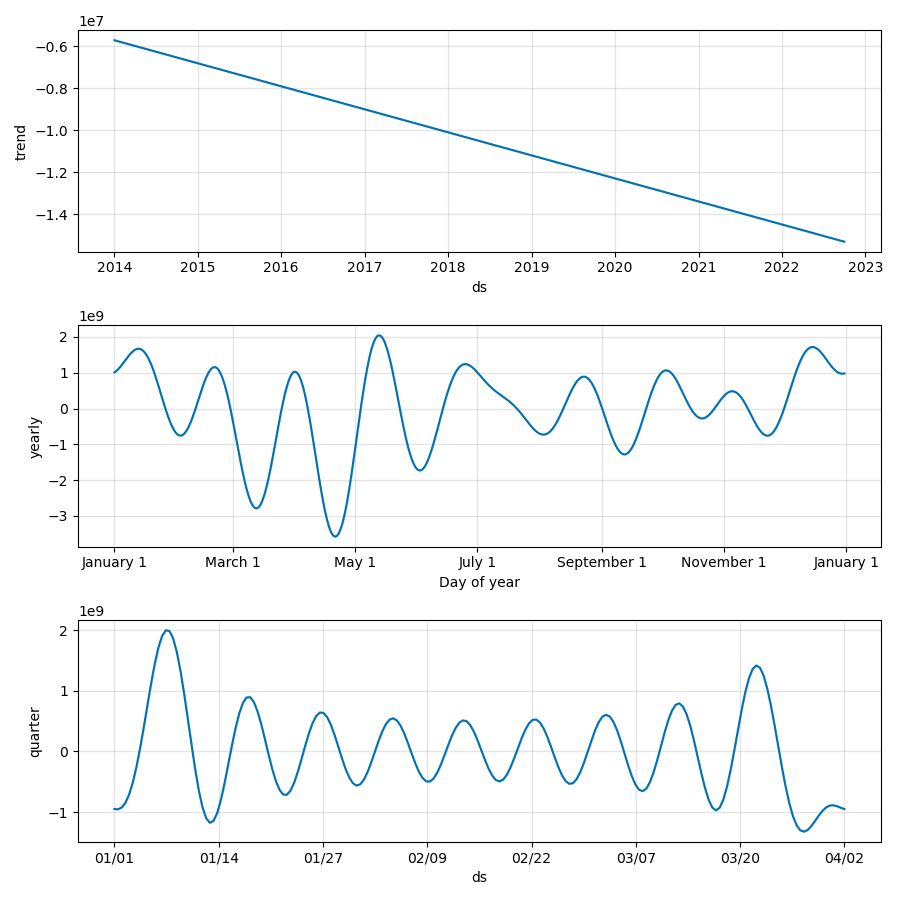 1e7
−0.6
−0.8
−1.0
−1.2
−1.4
trend
2014 2015 2016 2017 2018 2019 2020 2021 2022 2023
ds
1e9
2
1
0
−1
−2
−3
yearly
January 1 March 1 May 1 July 1 September 1 November 1 January 1
Day of year
1e9
2
1
0
−1
quarter
01/01 01/14 01/27 02/09 02/22 03/07 03/20 04/02
ds